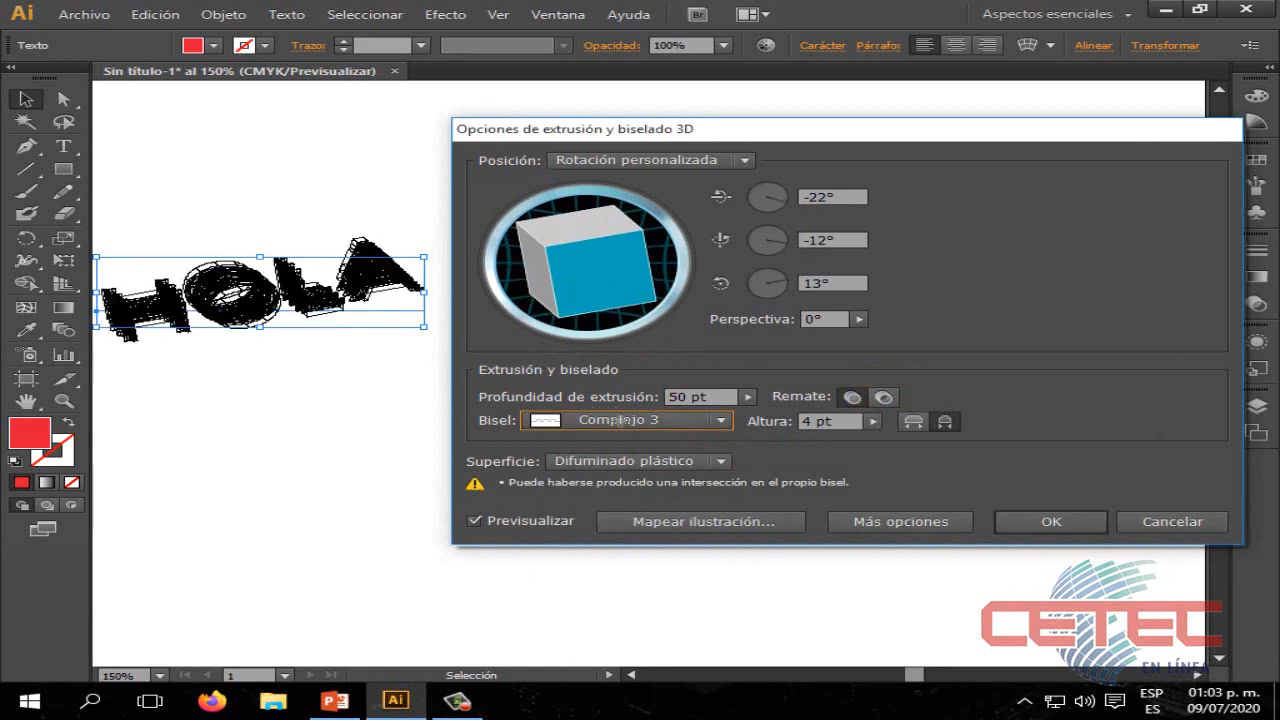 Ai Archivo Edición Objeto Texto Seleccionar Efecto Ver Ventana Ayuda Br Aspectos esenciales
Texto Trazo: Opacidad: 100% Carácter Párrafo: Alinear Transformar
Sin título-1* al 150% (CMYK/Previsualizar) ×
HOLA
Opciones de extrusión y biselado 3D
Posición: Rotación personalizada
-22°
-12°
13°
Perspectiva: 0°
Extrusión y biselado
Profundidad de extrusión: 50 pt Remate:
Bisel: Complejo 3 Altura: 4 pt
Superficie: Difuminado plástico
• Puede haberse producido una intersección en el propio bisel.
Previsualizar Mapear ilustración... Más opciones OK Cancelar
CETEC
EN LÍNEA
150% 1 Selección
Ai ESP 01:03 p. m.
ES 09/07/2020